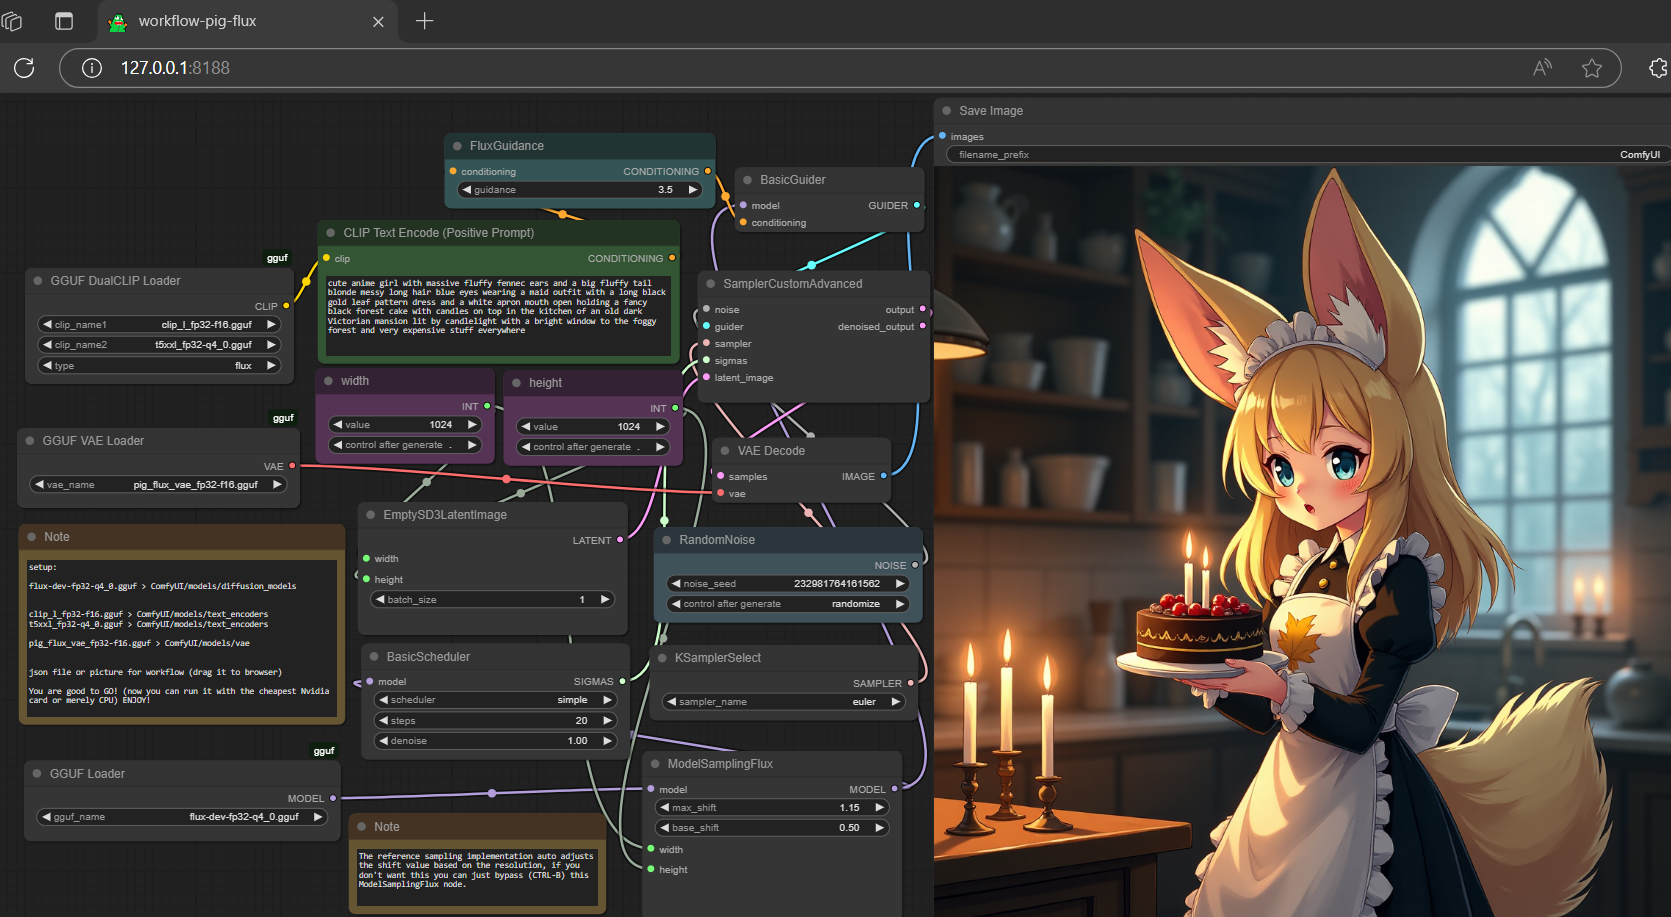 workflow-pig-flux
127.0.0.1:8188
Save Image
images
filename_prefix ComfyUI
FluxGuidance
conditioning CONDITIONING
guidance 3.5
BasicGuider
model GUIDER
conditioning
CLIP Text Encode (Positive Prompt)
clip CONDITIONING
cute anime girl with massive fluffy fennec ears and a big fluffy tail
blonde messy long hair blue eyes wearing a maid outfit with a long black
gold leaf pattern dress and a white apron mouth open holding a fancy
black forest cake with candles on top in the kitchen of an old dark
Victorian mansion lit by candlelight with a bright window to the foggy
forest and very expensive stuff everywhere
gguf
GGUF DualCLIP Loader
CLIP
clip_name1 clip_l_fp32-f16.gguf
clip_name2 t5xxl_fp32-q4_0.gguf
type flux
SamplerCustomAdvanced
noise output
guider denoised_output
sampler
sigmas
latent_image
width
INT
value 1024
control after generate .
height
INT
value 1024
control after generate .
gguf
GGUF VAE Loader
VAE
vae_name pig_flux_vae_fp32-f16.gguf
VAE Decode
samples IMAGE
vae
EmptySD3LatentImage
LATENT
width
height
batch_size 1
RandomNoise
NOISE
noise_seed 232981764161562
control after generate randomize
Note
setup:
flux-dev-fp32-q4_0.gguf > ComfyUI/models/diffusion_models
clip_l_fp32-f16.gguf > ComfyUI/models/text_encoders
t5xxl_fp32-q4_0.gguf > ComfyUI/models/text_encoders
pig_flux_vae_fp32-f16.gguf > ComfyUI/models/vae
json file or picture for workflow (drag it to browser)
You are good to GO! (now you can run it with the cheapest Nvidia
card or merely CPU) ENJOY!
BasicScheduler
model SIGMAS
scheduler simple
steps 20
denoise 1.00
KSamplerSelect
SAMPLER
sampler_name euler
gguf
GGUF Loader
MODEL
gguf_name flux-dev-fp32-q4_0.gguf
ModelSamplingFlux
model MODEL
max_shift 1.15
base_shift 0.50
width
height
Note
The reference sampling implementation auto adjusts
the shift value based on the resolution, if you
don't want this you can just bypass (CTRL-B) this
ModelSamplingFlux node.